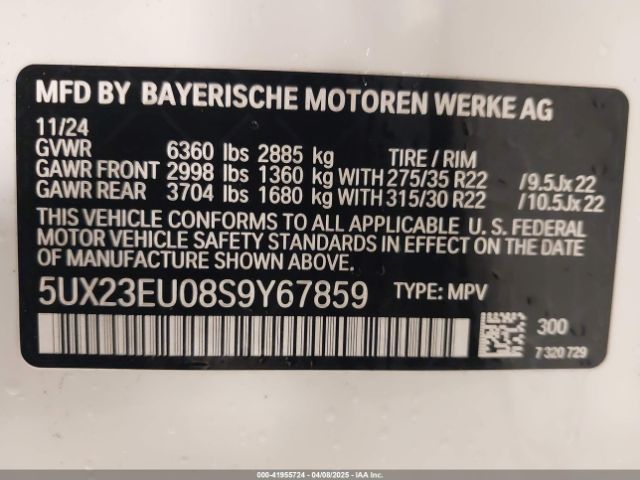 MFD BY BAYERISCHE MOTOREN WERKE AG
11/24
GVWR 6360 lbs 2885 kg TIRE / RIM
GAWR FRONT 2998 lbs 1360 kg WITH 275/35 R22 /9.5Jx22
GAWR REAR 3704 lbs 1680 kg WITH 315/30 R22 /10.5Jx22
THIS VEHICLE CONFORMS TO ALL APPLICABLE U. S. FEDERAL
MOTOR VEHICLE SAFETY STANDARDS IN EFFECT ON THE DATE
OF MANUFACTURE SHOWN ABOVE.
5UX23EU08S9Y67859 TYPE: MPV
300
7 320 729
000-41955724 - 04/08/2025 - IAA Inc.